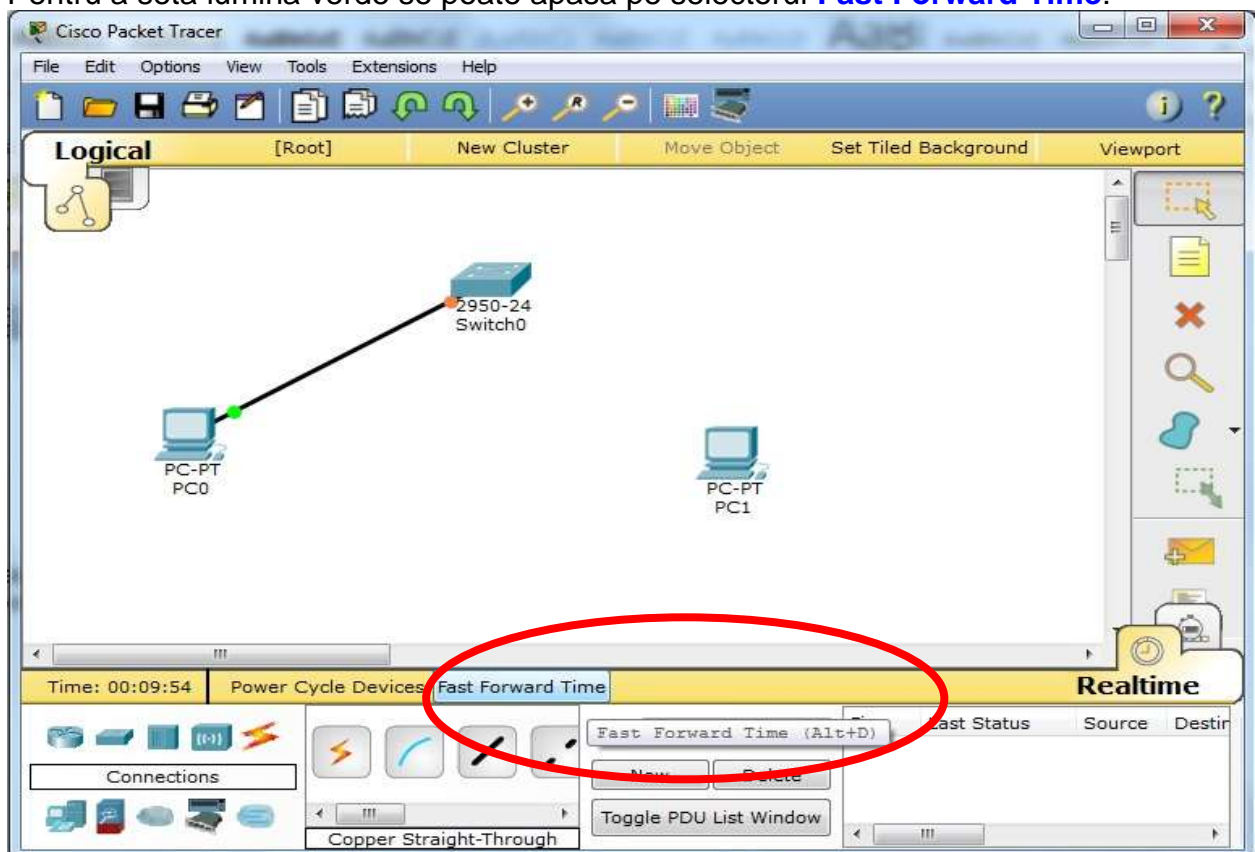 Pentru a seta lumina verde se poate apăsa pe selectorul Fast Forward Time.
Cisco Packet Tracer
File Edit Options View Tools Extensions Help
Logical [Root] New Cluster Move Object Set Tiled Background Viewport
2950-24
Switch0
PC-PT
PC0
PC-PT
PC1
Time: 00:09:54 Power Cycle Devices Fast Forward Time Realtime
Last Status Source Destin
Fast Forward Time (Alt+D)
Connections
New Delete
Toggle PDU List Window
Copper Straight-Through